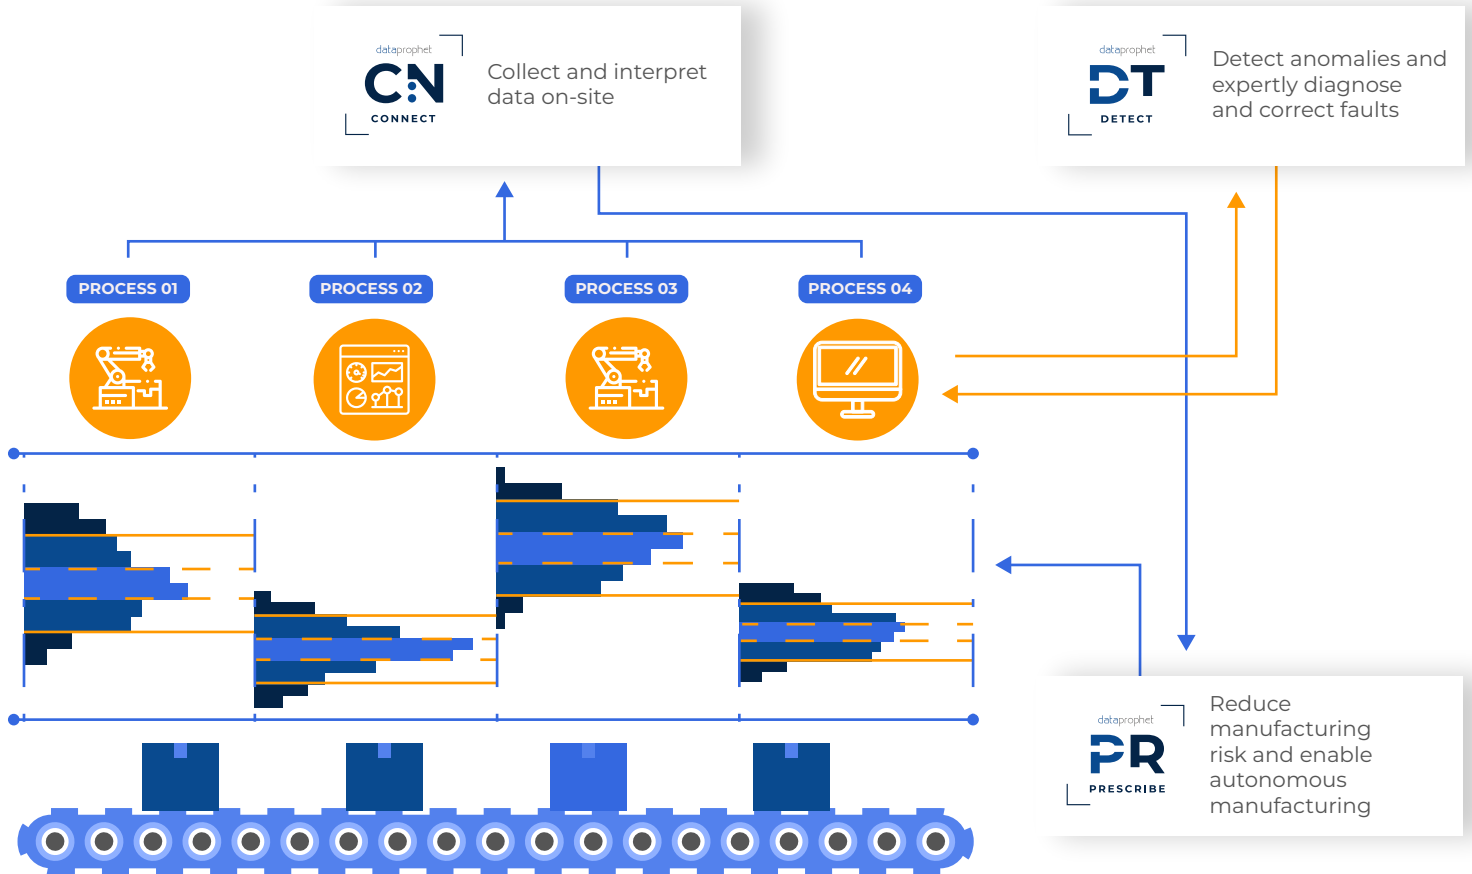 dataprophet
CN
CONNECT
Collect and interpret
data on-site
dataprophet
DT
DETECT
Detect anomalies and
expertly diagnose
and correct faults
PROCESS 01
PROCESS 02
PROCESS 03
PROCESS 04
dataprophet
PR
PRESCRIBE
Reduce
manufacturing
risk and enable
autonomous
manufacturing